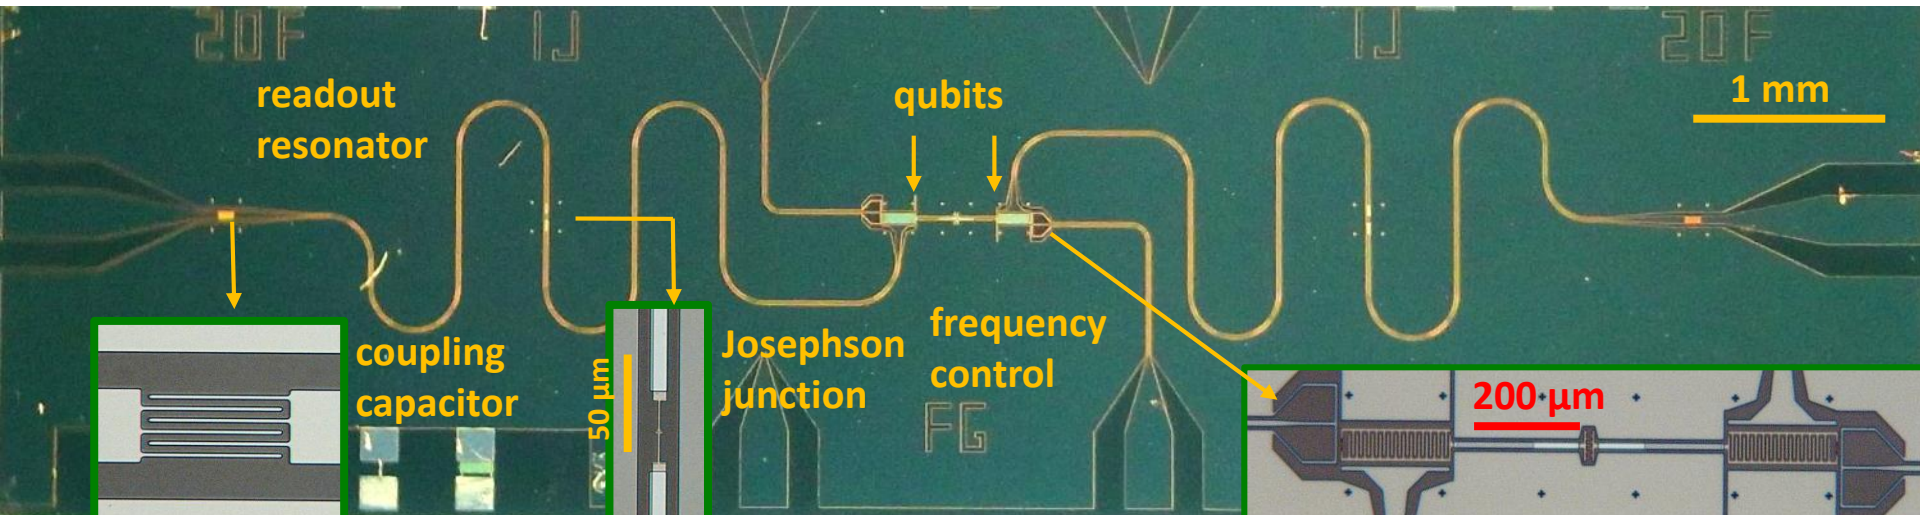 20F
IJ
IJ
20F
readout
resonator
qubits
1 mm
coupling
capacitor
50 µm
Josephson
junction
frequency
control
FG
200 µm